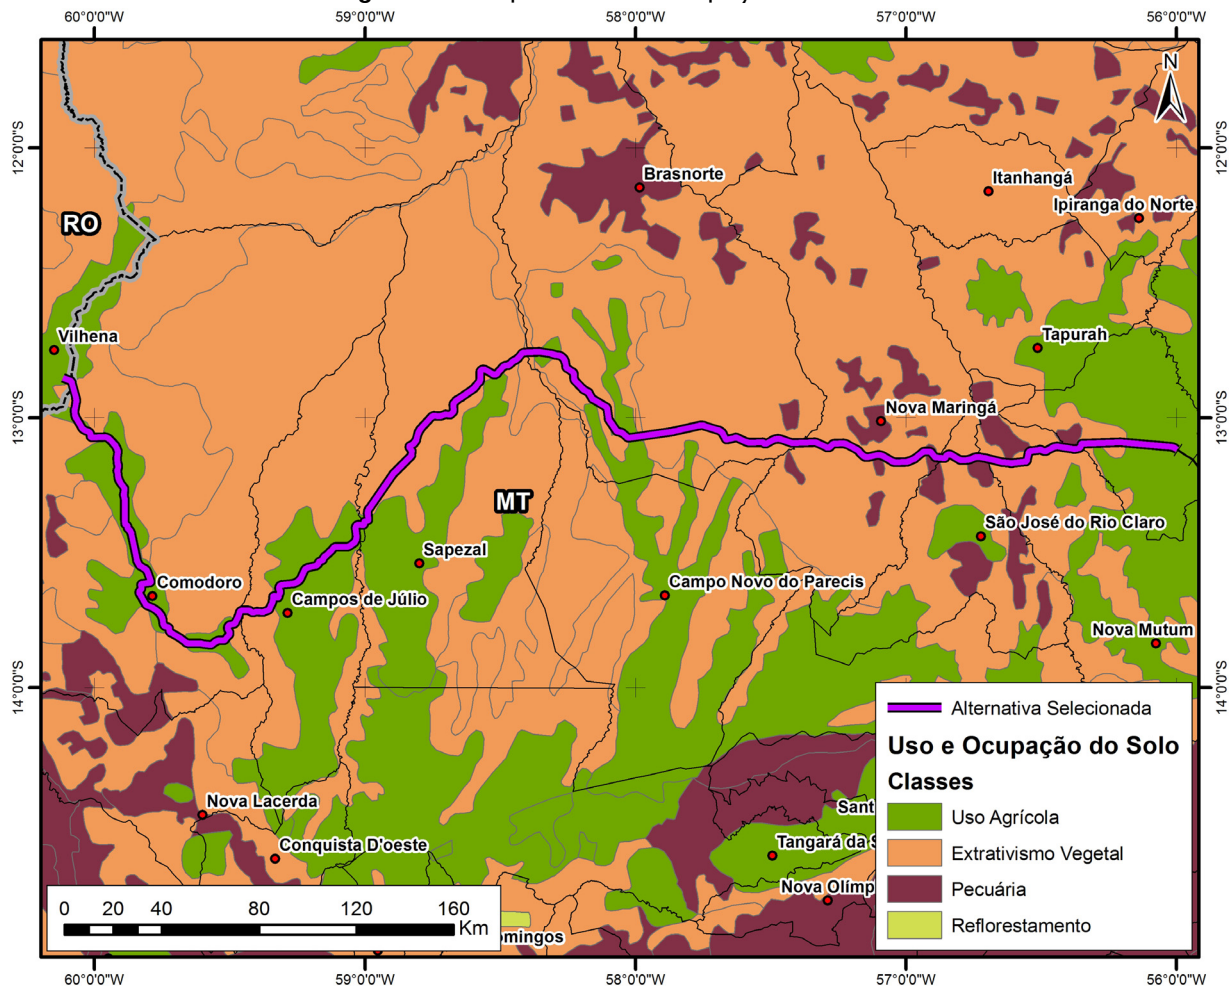 60°0'0"W 59°0'0"W 58°0'0"W 57°0'0"W 56°0'0"W
N
12°0'0"S 12°0'0"S
Brasnorte
Itanhangá
Ipiranga do Norte
RO
Vilhena
Tapurah
13°0'0"S 13°0'0"S
Nova Maringá
MT
São José do Rio Claro
Sapezal
Comodoro
Campos de Júlio
Campo Novo do Parecis
Nova Mutum
14°0'0"S 14°0'0"S
Alternativa Selecionada
Uso e Ocupação do Solo
Classes
Uso Agrícola
Extrativismo Vegetal
Pecuária
Reflorestamento
Nova Lacerda
Sant
Conquista D'oeste
Tangará da S
Nova Olímp
omingos
0 20 40 80 120 160
Km
60°0'0"W 59°0'0"W 58°0'0"W 57°0'0"W 56°0'0"W